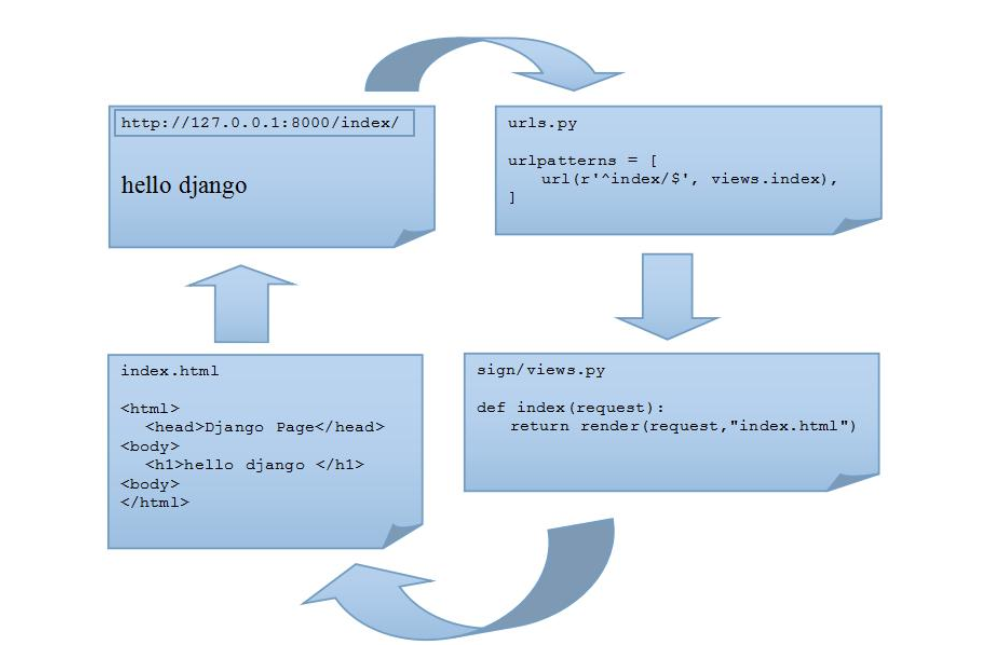 http://127.0.0.1:8000/index/
hello django
urls.py
urlpatterns = [
url(r'^index/$', views.index),
]
sign/views.py
def index(request):
return render(request,"index.html")
index.html
<html>
<head>Django Page</head>
<body>
<h1>hello django </h1>
<body>
</html>